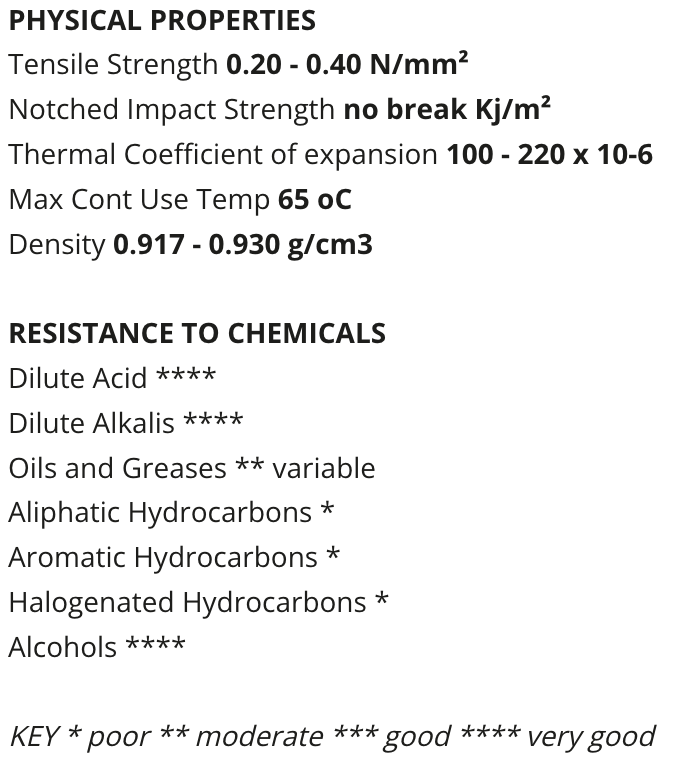 PHYSICAL PROPERTIES
Tensile Strength 0.20 - 0.40 N/mm²
Notched Impact Strength no break Kj/m²
Thermal Coefficient of expansion 100 - 220 x 10-6
Max Cont Use Temp 65 oC
Density 0.917 - 0.930 g/cm3
RESISTANCE TO CHEMICALS
Dilute Acid ****
Dilute Alkalis ****
Oils and Greases ** variable
Aliphatic Hydrocarbons *
Aromatic Hydrocarbons *
Halogenated Hydrocarbons *
Alcohols ****
KEY * poor ** moderate *** good **** very good